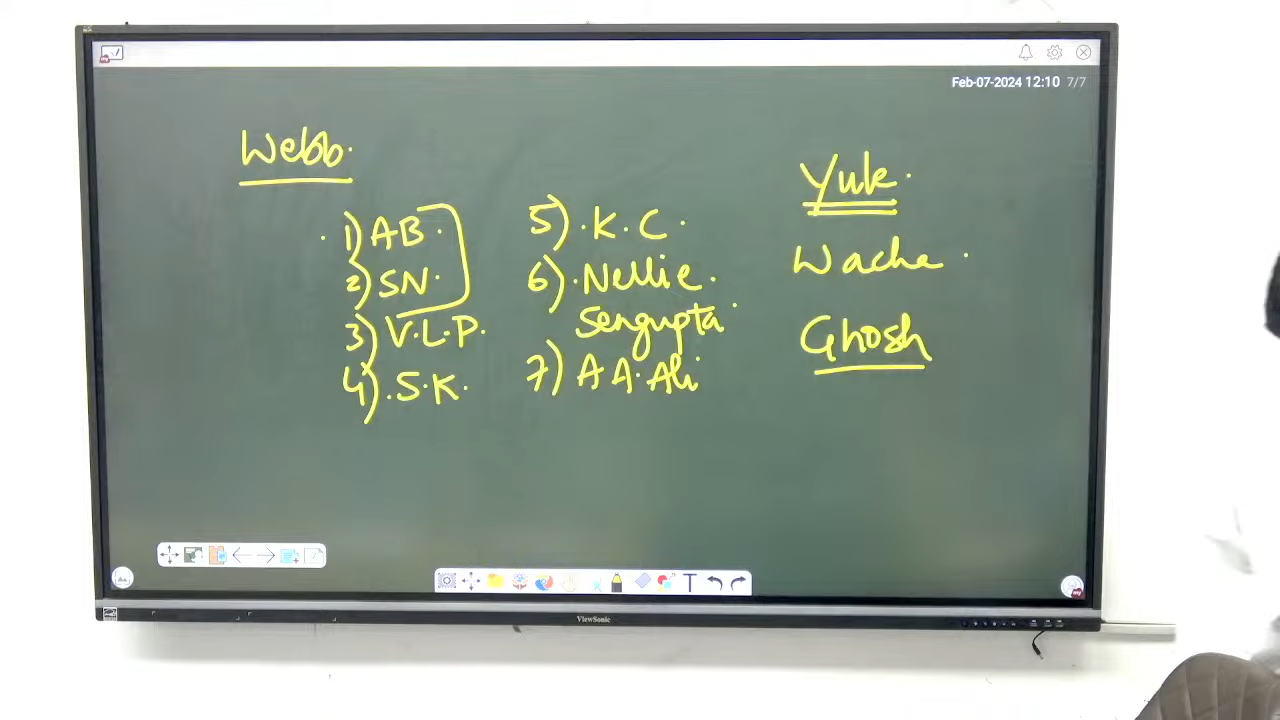 Feb-07-2024 12:10 7/7
Webb.
1) AB.
2) SN.
3) V.L.P.
4) .S.K.
5) .K.C.
6) .Nellie.
Sengupta
7) A A. Ali
Yule.
Wacha.
Ghosh
ViewSonic